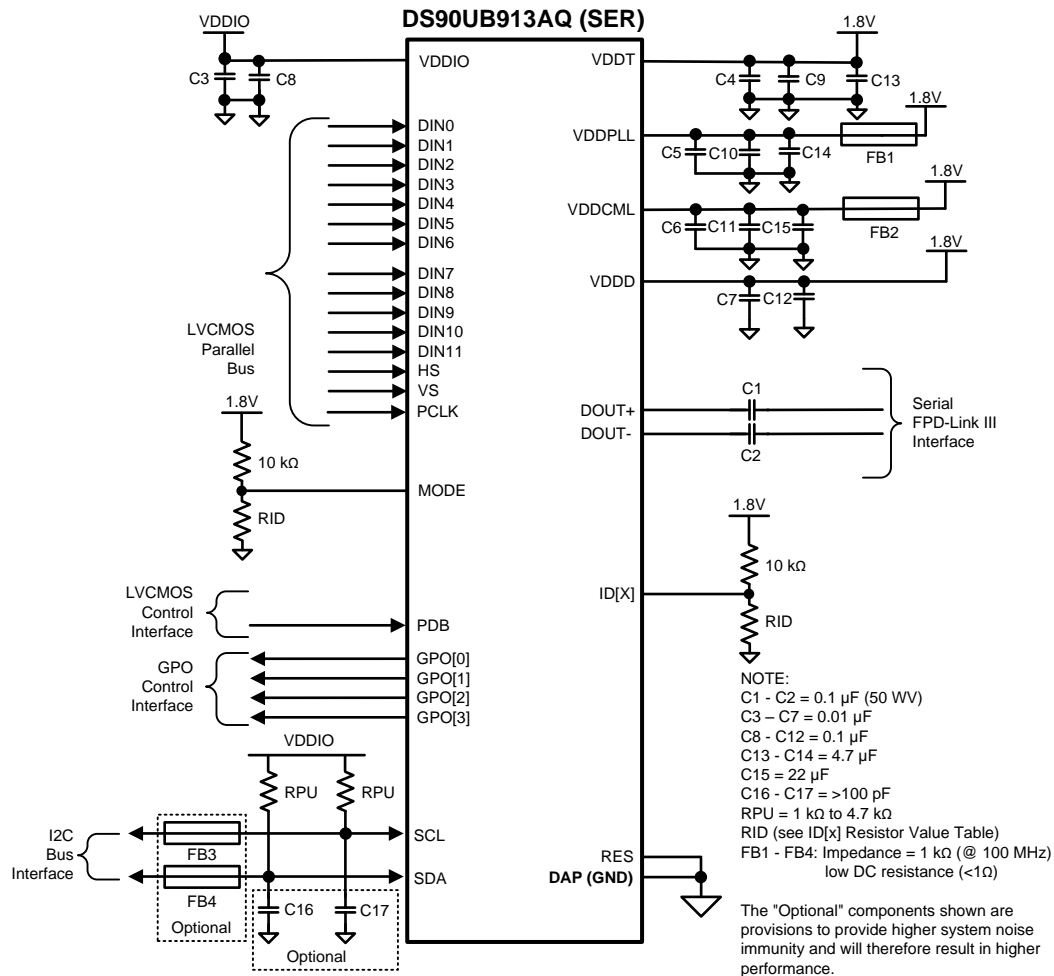 DS90UB913AQ (SER)
VDDIO
C3
C8
VDDIO
DIN0
DIN1
DIN2
DIN3
DIN4
DIN5
DIN6
DIN7
DIN8
DIN9
DIN10
DIN11
HS
VS
PCLK
LVCMOS
Parallel
Bus
1.8V
10 kΩ
RID
MODE
LVCMOS
Control
Interface
PDB
GPO
Control
Interface
GPO[0]
GPO[1]
GPO[2]
GPO[3]
VDDIO
RPU
RPU
I2C
Bus
Interface
FB3
FB4
Optional
SCL
SDA
C16
C17
Optional
VDDT
1.8V
C4
C9
C13
VDDPLL
1.8V
C5
C10
C14
FB1
VDDCML
1.8V
C6
C11
C15
FB2
VDDD
1.8V
C7
C12
DOUT+
DOUT-
C1
C2
Serial
FPD-Link III
Interface
1.8V
10 kΩ
ID[X]
RID
RES
DAP (GND)
NOTE:
C1 - C2 = 0.1 µF (50 WV)
C3 – C7 = 0.01 µF
C8 - C12 = 0.1 µF
C13 - C14 = 4.7 µF
C15 = 22 µF
C16 - C17 = >100 pF
RPU = 1 kΩ to 4.7 kΩ
RID (see ID[x] Resistor Value Table)
FB1 - FB4: Impedance = 1 kΩ (@ 100 MHz)
low DC resistance (<1Ω)
The "Optional" components shown are
provisions to provide higher system noise
immunity and will therefore result in higher
performance.